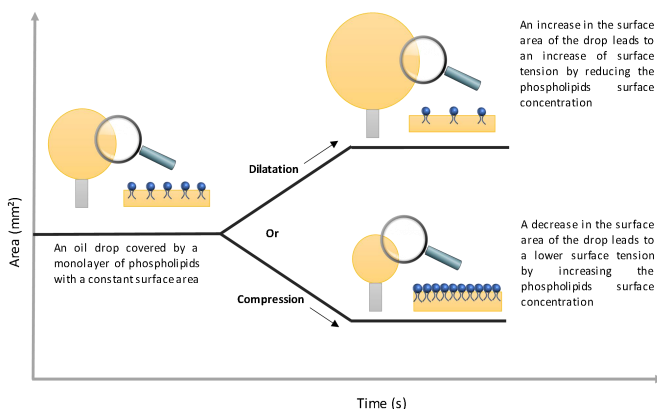 An increase in the surface
area of the drop leads to
an increase of surface
tension by reducing the
phospholipids surface
concentration
Dilatation
Area (mm²)
An oil drop covered by a
monolayer of phospholipids
with a constant surface area
Or
A decrease in the surface
area of the drop leads to
a lower surface tension
by increasing the
phospholipids surface
concentration
Compression
Time (s)